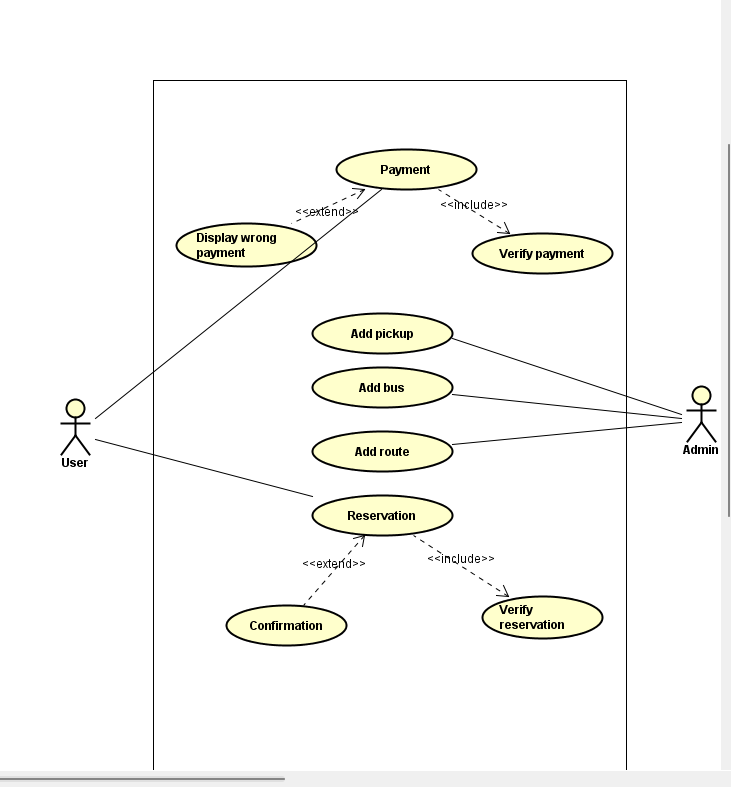 Payment
<<extend>>
<<include>>
Display wrong
payment
Verify payment
Add pickup
Add bus
User
Admin
Add route
Reservation
<<extend>>
<<include>>
Confirmation
Verify
reservation